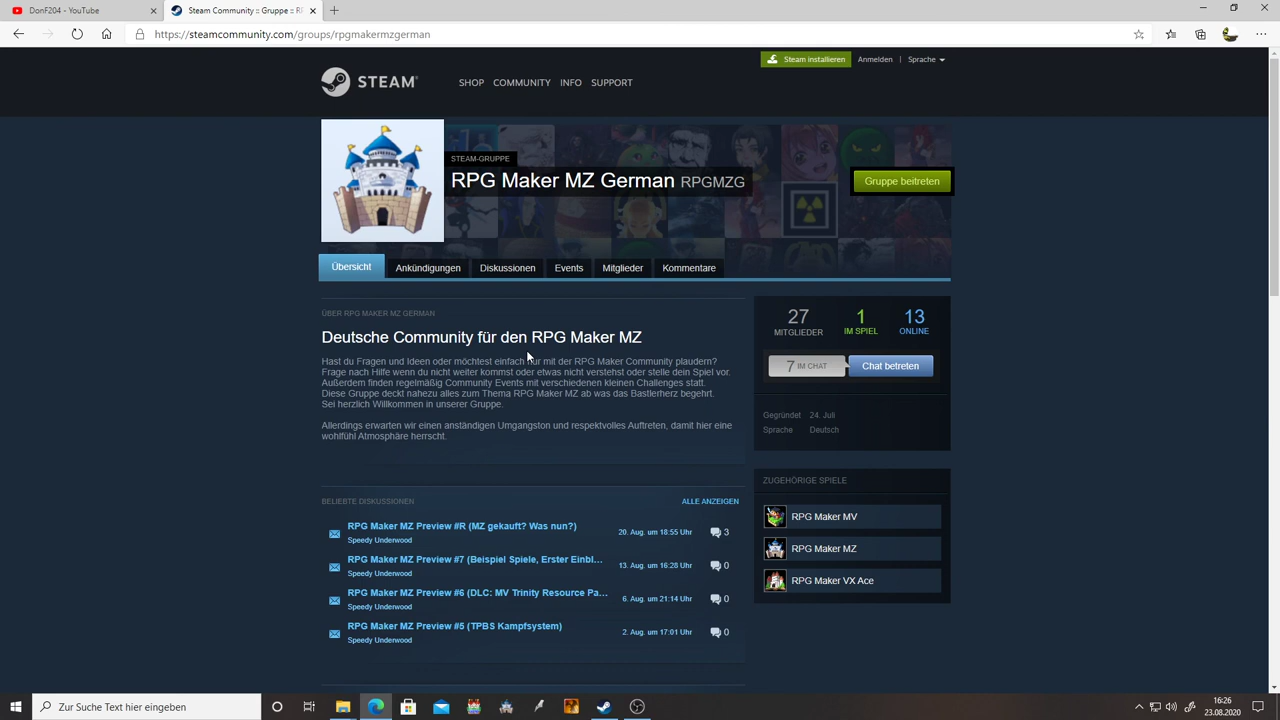 DonF204 - YouTube
Steam Community :: Gruppe :: RF
https://steamcommunity.com/groups/rpgmakermzgerman
Steam installieren Anmelden | Sprache
STEAM
SHOP COMMUNITY INFO SUPPORT
STEAM-GRUPPE
RPG Maker MZ German RPGMZG
Gruppe beitreten
Übersicht Ankündigungen Diskussionen Events Mitglieder Kommentare
ÜBER RPG MAKER MZ GERMAN
Deutsche Community für den RPG Maker MZ
Hast du Fragen und Ideen oder möchtest einfach nur mit der RPG Maker Community plaudern?
Frage nach Hilfe wenn du nicht weiter kommst oder etwas nicht verstehst oder stelle dein Spiel vor.
Außerdem finden regelmäßig Community Events mit verschiedenen kleinen Challenges statt.
Diese Gruppe deckt nahezu alles zum Thema RPG Maker MZ ab was das Bastlerherz begehrt.
Sei herzlich Willkommen in unserer Gruppe.
Allerdings erwarten wir einen anständigen Umgangston und respektvolles Auftreten, damit hier eine
wohlfühl Atmosphäre herrscht.
27 1 13
MITGLIEDER IM SPIEL ONLINE
7 IM CHAT Chat betreten
Gegründet 24. Juli
Sprache Deutsch
ZUGEHÖRIGE SPIELE
RPG Maker MV
RPG Maker MZ
RPG Maker VX Ace
BELIEBTE DISKUSSIONEN ALLE ANZEIGEN
RPG Maker MZ Preview #R (MZ gekauft? Was nun?) 20. Aug. um 18:55 Uhr 3
Speedy Underwood
RPG Maker MZ Preview #7 (Beispiel Spiele, Erster Einbl... 13. Aug. um 16:28 Uhr 0
Speedy Underwood
RPG Maker MZ Preview #6 (DLC: MV Trinity Resource Pa... 6. Aug. um 21:14 Uhr 0
Speedy Underwood
RPG Maker MZ Preview #5 (TPBS Kampfsystem) 2. Aug. um 17:01 Uhr 0
Speedy Underwood
Zur Suche Text hier eingeben
16:26
23.08.2020